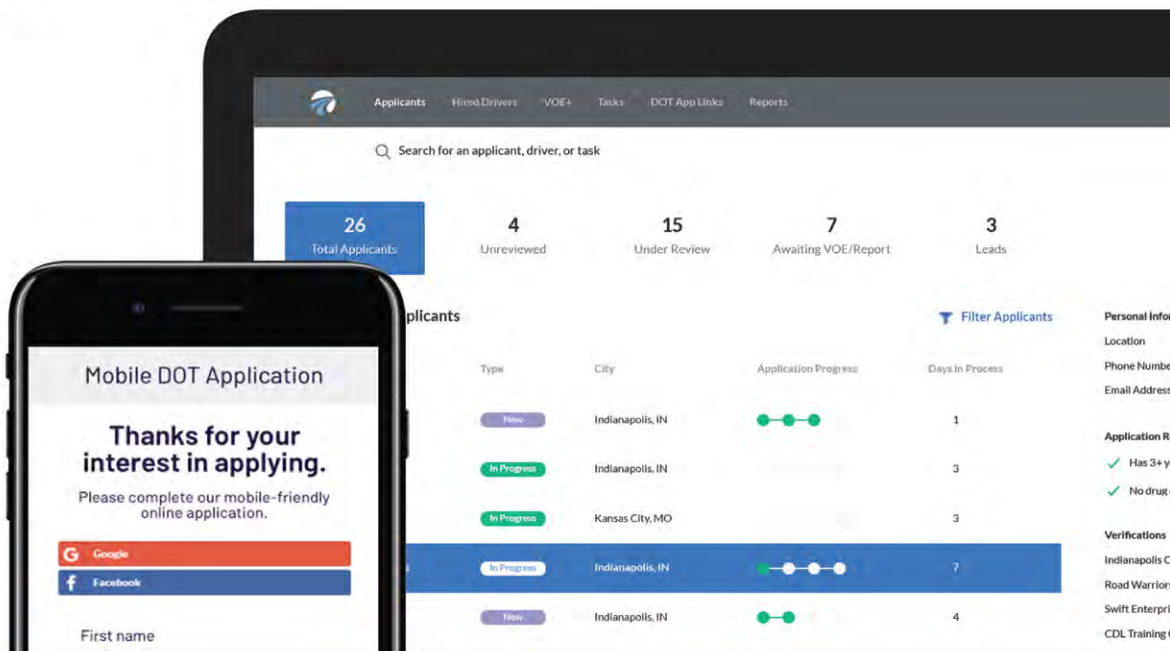 Applicants Hired Drivers VOE+ Tasks DOT App Links Reports
Search for an applicant, driver, or task
26 4 15 7 3
Total Applicants Unreviewed Under Review Awaiting VOE/Report Leads
plicants Filter Applicants
Type City Application Progress Days in Process
New Indianapolis, IN 1
In Progress Indianapolis, IN 3
In Progress Kansas City, MO 3
s In Progress Indianapolis, IN 7
New Indianapolis, IN 4
Personal Infor
Location
Phone Numbe
Email Address
Application R
Has 3+ y
No drug
Verifications
Indianapolis C
Road Warriors
Swift Enterpri
CDL Training
Mobile DOT Application
Thanks for your
interest in applying.
Please complete our mobile-friendly
online application.
G Google
f Facebook
First name